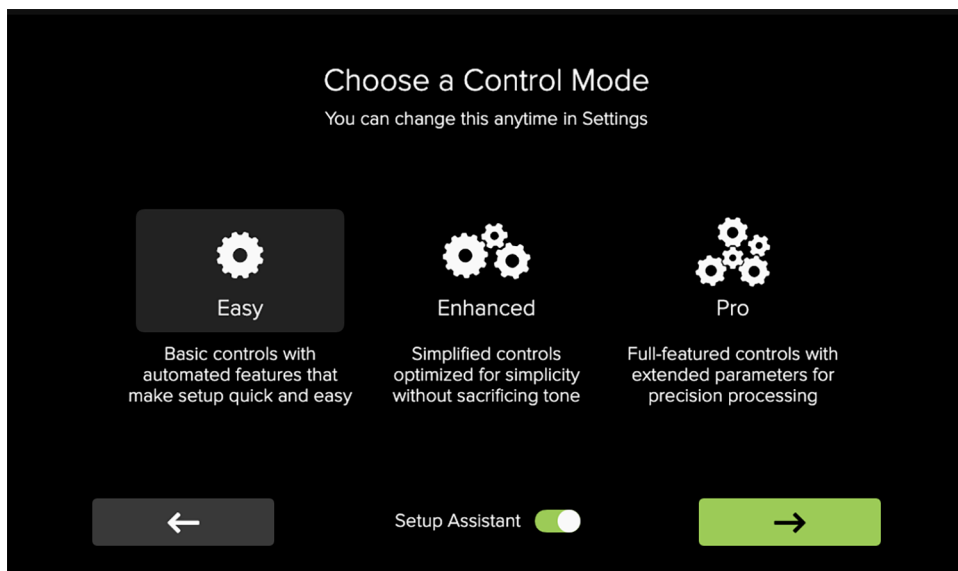 Choose a Control Mode
You can change this anytime in Settings
Easy
Basic controls with
automated features that
make setup quick and easy
Enhanced
Simplified controls
optimized for simplicity
without sacrificing tone
Pro
Full-featured controls with
extended parameters for
precision processing
Setup Assistant